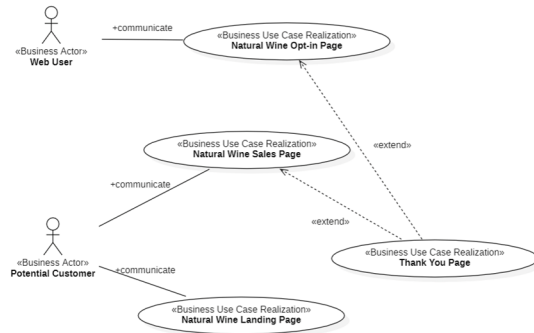 +communicate
«Business Use Case Realization»
Natural Wine Opt-in Page
«Business Actor»
Web User
«extend»
«Business Use Case Realization»
Natural Wine Sales Page
+communicate
«extend»
«Business Use Case Realization»
Thank You Page
«Business Actor»
Potential Customer
+communicate
«Business Use Case Realization»
Natural Wine Landing Page